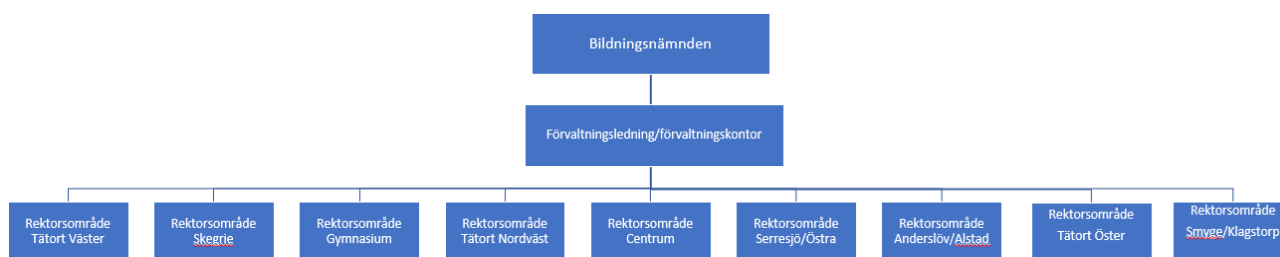 Bildningsnämnden
Förvaltningsledning/förvaltningskontor
Rektorsområde
Tätort Väster
Rektorsområde
Skegrie
Rektorsområde
Gymnasium
Rektorsområde
Tätort Nordväst
Rektorsområde
Centrum
Rektorsområde
Serresjö/Östra
Rektorsområde
Anderslöv/Alstad
Rektorsområde
Tätort Öster
Rektorsområde
Smyge/Klagstorp